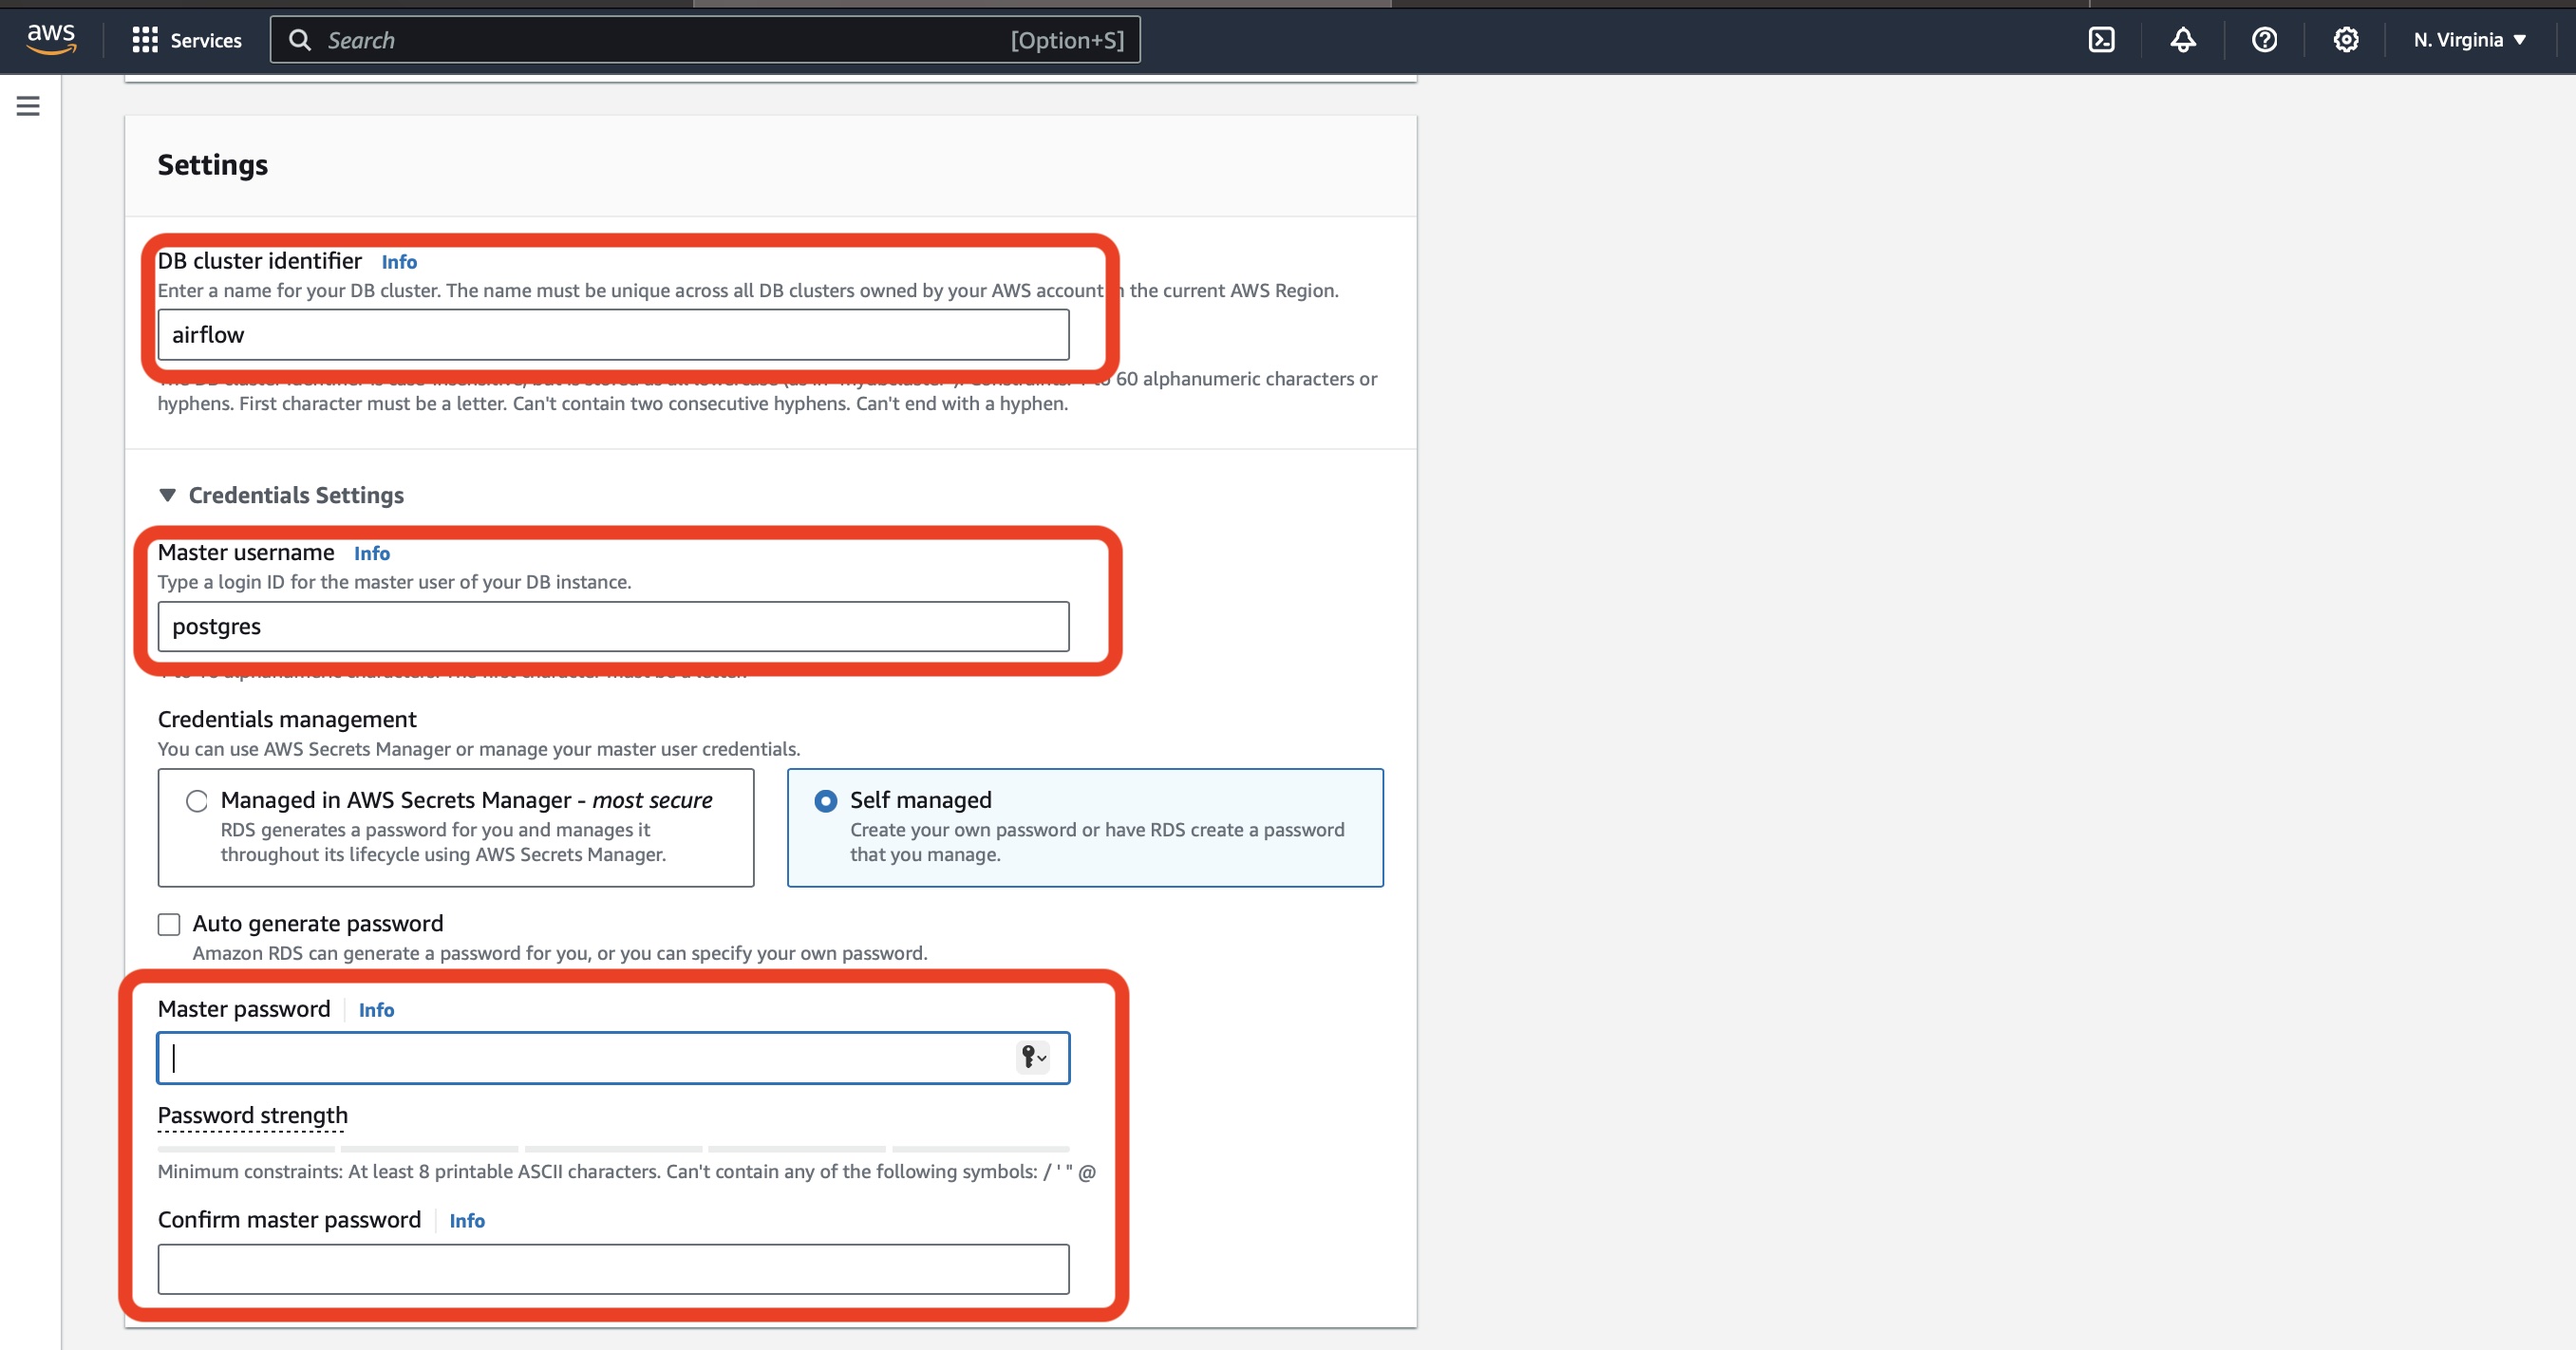 aws Services Search [Option+S] N. Virginia
Settings
DB cluster identifier Info
Enter a name for your DB cluster. The name must be unique across all DB clusters owned by your AWS account the current AWS Region.
airflow
60 alphanumeric characters or
hyphens. First character must be a letter. Can't contain two consecutive hyphens. Can't end with a hyphen.
Credentials Settings
Master username Info
Type a login ID for the master user of your DB instance.
postgres
Credentials management
You can use AWS Secrets Manager or manage your master user credentials.
Managed in AWS Secrets Manager - most secure
RDS generates a password for you and manages it
throughout its lifecycle using AWS Secrets Manager.
Self managed
Create your own password or have RDS create a password
that you manage.
Auto generate password
Amazon RDS can generate a password for you, or you can specify your own password.
Master password Info
Password strength
Minimum constraints: At least 8 printable ASCII characters. Can't contain any of the following symbols: / ' " @
Confirm master password Info